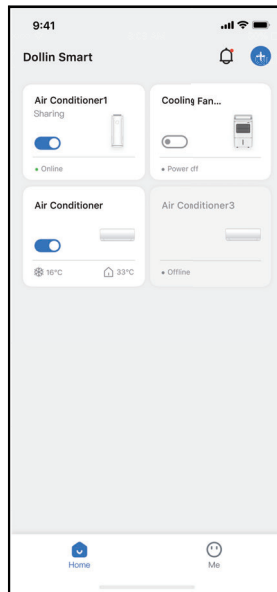 9:41
Dollin Smart
Air Conditioner1
Sharing
Online
Cooling Fan...
Power off
Air Conditioner
16°C
33°C
Air Conditioner3
Offline
Home
Me